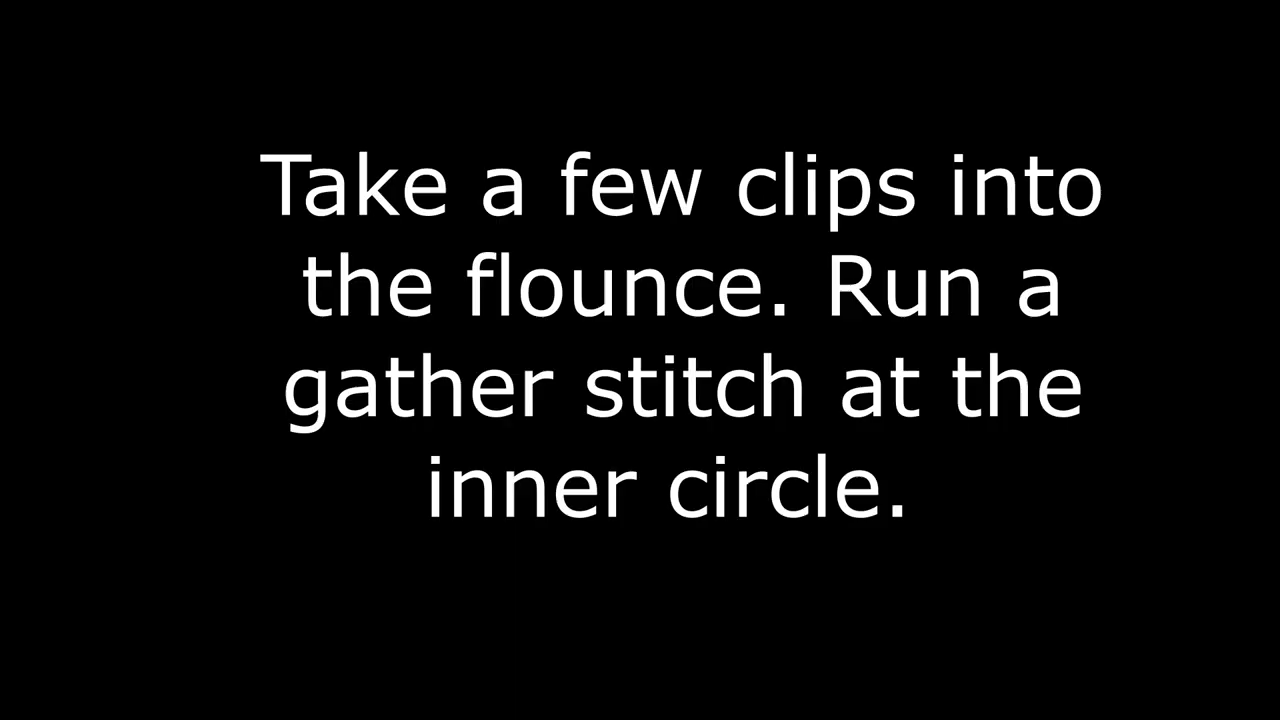 Take a few clips into
the flounce. Run a
gather stitch at the
inner circle.